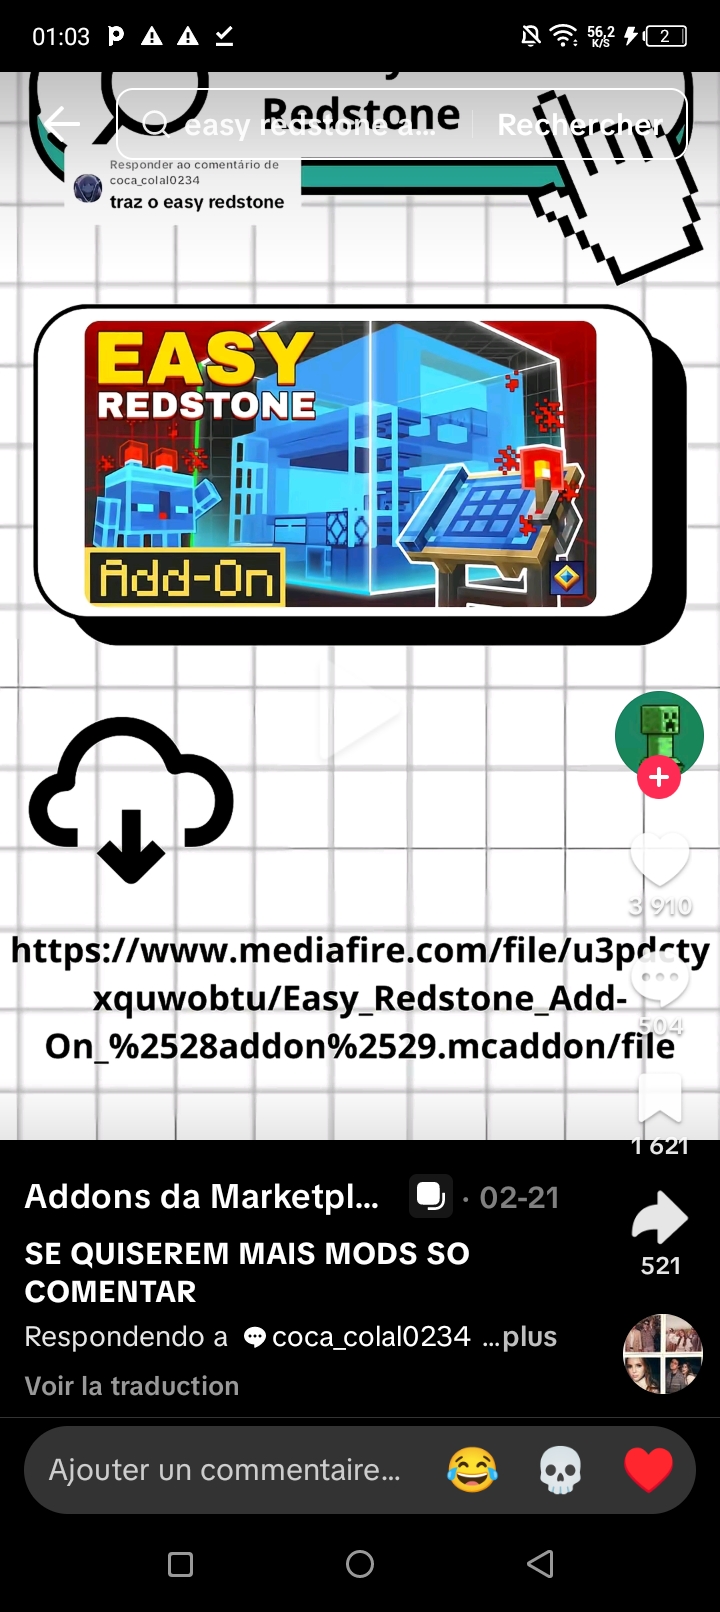 01:03
56,2
K/S
2
Redstone
easy redstone a...
Rechercher
Responder ao comentário de
coca_colal0234
traz o easy redstone
EASY
REDSTONE
Add-On
https://www.mediafire.com/file/u3pdcty
xquwobtu/Easy_Redstone_Add-
On_%2528addon%2529.mcaddon/file
3 910
504
1 621
521
Addons da Marketpl... · 02-21
SE QUISEREM MAIS MODS SO
COMENTAR
Respondendo a 💬coca_colal0234 ...plus
Voir la traduction
Ajouter un commentaire...